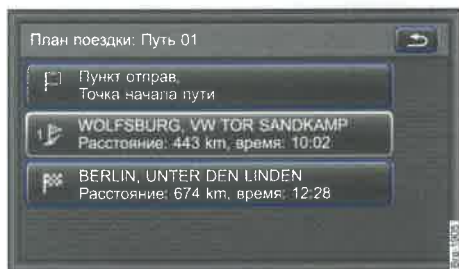 План поездки: Путь 01
Пункт отправ.
Точка начала пути
1
WOLFSBURG, VW TOR SANDKAMP
Расстояние: 443 km, время: 10:02
BERLIN, UNTER DEN LINDEN
Расстояние: 674 km, время: 12:28